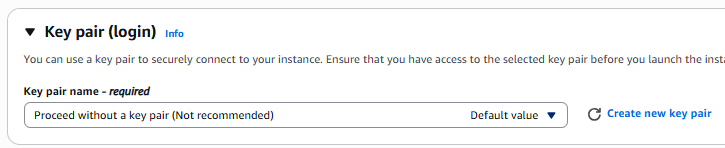 Key pair (login) Info
You can use a key pair to securely connect to your instance. Ensure that you have access to the selected key pair before you launch the
Key pair name - required
Proceed without a key pair (Not recommended) Default value Create new key pair